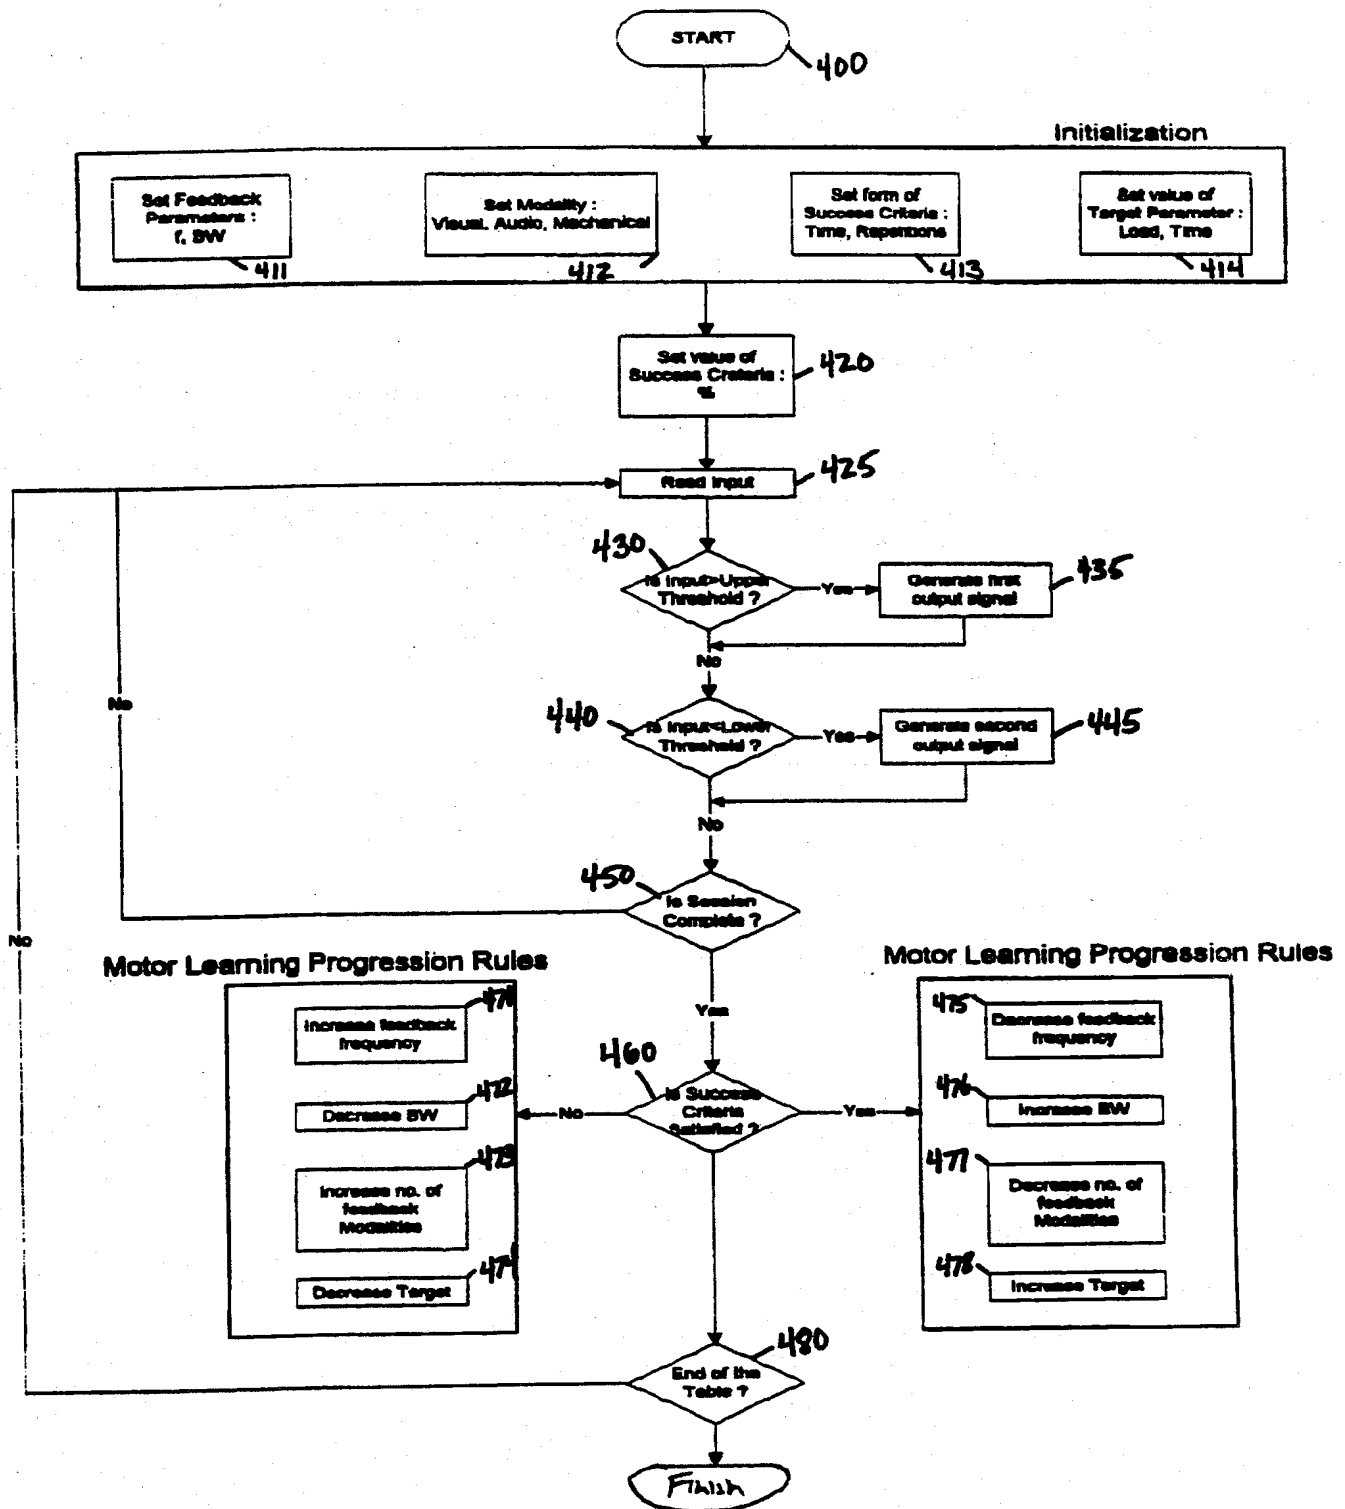 START
400
Initialization
Set Feedback
Parameters :
f, BW
411
Set Modality :
Visual, Audio, Mechanical
412
Set form of
Success Criteria :
Time, Repetitions
413
Set value of
Target Parameter :
Load, Time
414
Set value of
Success Criteria :
%
420
Read Input
425
430
Is Input>Upper
Threshold ?
Yes
Generate first
output signal
435
No
440
Is Input<Lower
Threshold ?
Yes
Generate second
output signal
445
No
No
450
Is Session
Complete ?
No
Yes
Motor Learning Progression Rules
471
Increase feedback
frequency
472
Decrease BW
473
Increase no. of
feedback
Modalities
474
Decrease Target
460
Is Success
Criteria
Satisfied ?
No
Yes
Motor Learning Progression Rules
475
Decrease feedback
frequency
476
Increase BW
477
Decrease no. of
feedback
Modalities
478
Increase Target
480
End of the
Table ?
Finish